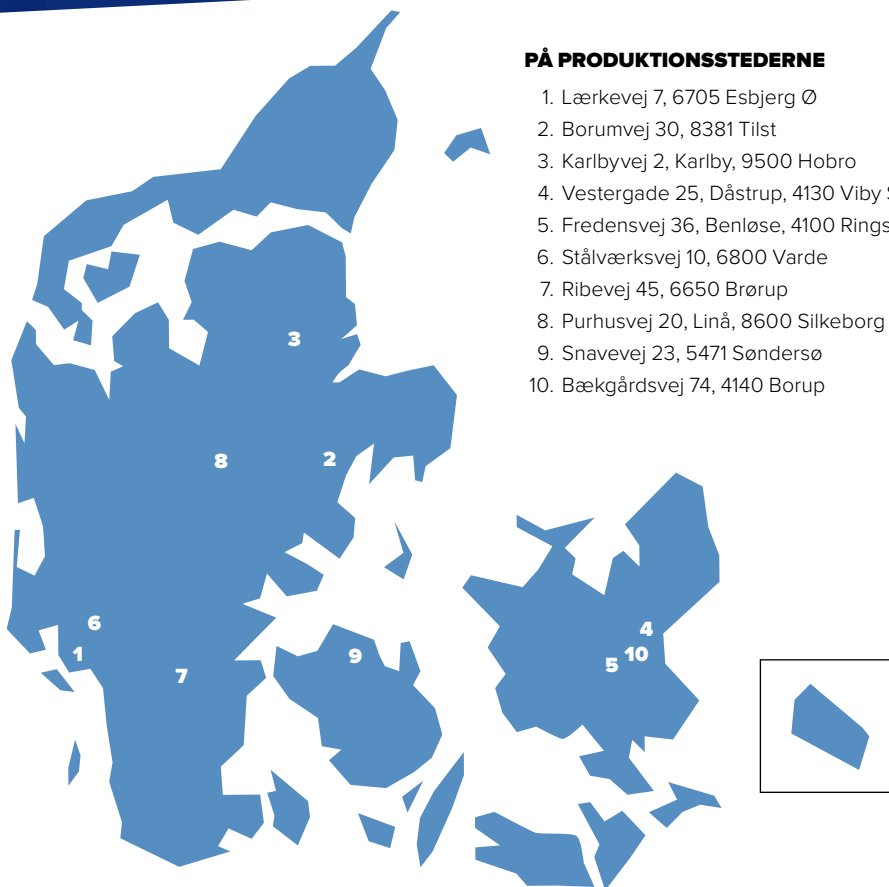 PÅ PRODUKTIONSSTEDERNE
1. Lærkevej 7, 6705 Esbjerg Ø
2. Borumvej 30, 8381 Tilst
3. Karlbyvej 2, Karlby, 9500 Hobro
4. Vestergade 25, Dåstrup, 4130 Viby
5. Fredensvej 36, Benløse, 4100
6. Stålværksvej 10, 6800 Varde
7. Ribevej 45, 6650 Brørup
8. Purhusvej 20, Linå, 8600 Silkeborg
9. Snavevej 23, 5471 Søndersø
10. Bækgårdsvej 74, 4140 Borup
3
8
2
6
4
1
9
10
5
7